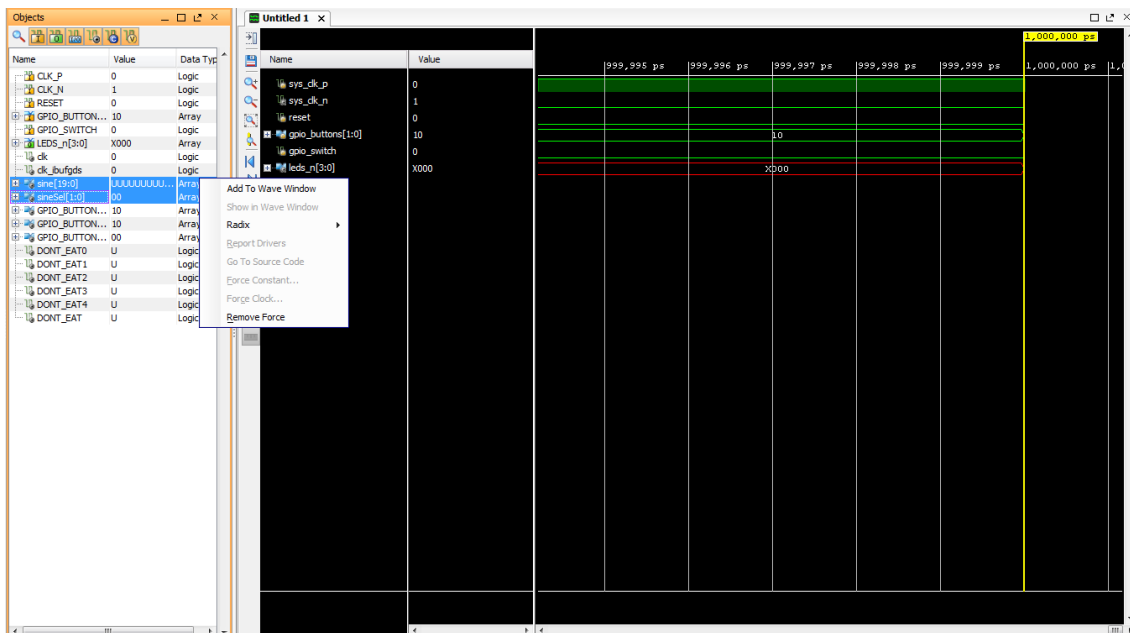 Objects
Name Value Data Typ
CLK_P 0 Logic
CLK_N 1 Logic
RESET 0 Logic
GPIO_BUTTON... 10 Array
GPIO_SWITCH 0 Logic
LEDS_n[3:0] X000 Array
clk 0 Logic
clk_ibufgds 0 Logic
sine[19:0] UUUUUUUUU... Array
sineSel[1:0] 00 Array
GPIO_BUTTON... 10 Array
GPIO_BUTTON... 10 Array
GPIO_BUTTON... 00 Array
DONT_EAT0 U Logic
DONT_EAT1 U Logic
DONT_EAT2 U Logic
DONT_EAT3 U Logic
DONT_EAT4 U Logic
DONT_EAT U Logic
Add To Wave Window
Show in Wave Window
Radix
Report Drivers
Go To Source Code
Force Constant...
Force Clock...
Remove Force
Untitled 1
Name Value
sys_clk_p 0
sys_clk_n 1
reset 0
gpio_buttons[1:0] 10
gpio_switch 0
leds_n[3:0] X000
1,000,000 ps
999,995 ps 999,996 ps 999,997 ps 999,998 ps 999,999 ps 1,000,000 ps 1,
10
X000